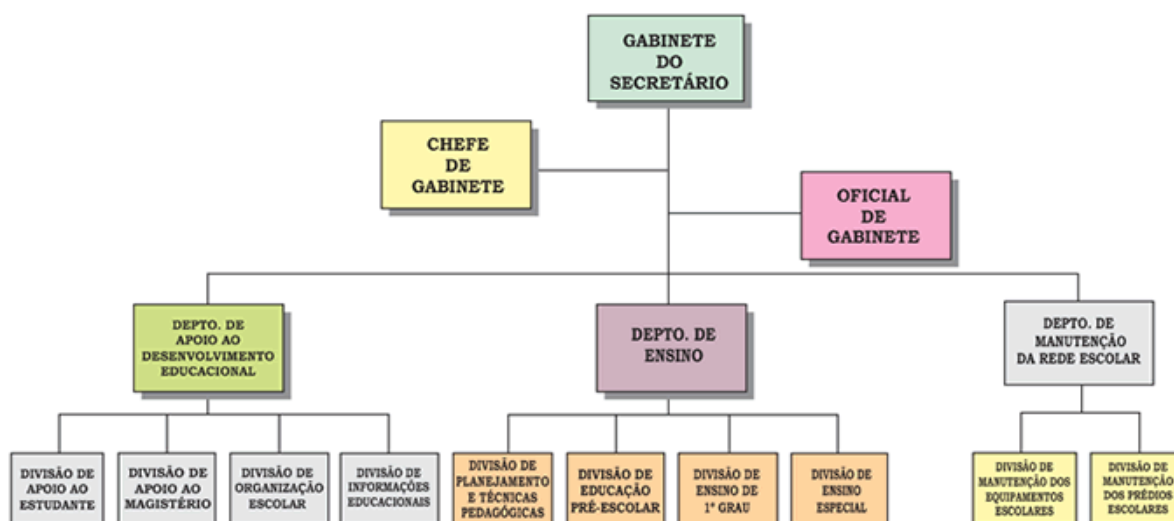 GABINETE
DO
SECRETÁRIO
CHEFE
DE
GABINETE
OFICIAL
DE
GABINETE
DEPTO. DE
APOIO AO
DESENVOLVIMENTO
EDUCACIONAL
DEPTO. DE
ENSINO
DEPTO. DE
MANUTENÇÃO
DA REDE ESCOLAR
DIVISÃO DE
APOIO AO
ESTUDANTE
DIVISÃO DE
APOIO AO
MAGISTÉRIO
DIVISÃO DE
ORGANIZAÇÃO
ESCOLAR
DIVISÃO DE
INFORMAÇÕES
EDUCACIONAIS
DIVISÃO DE
PLANEJAMENTO
E TÉCNICAS
PEDAGÓGICAS
DIVISÃO DE
EDUCAÇÃO
PRÉ-ESCOLAR
DIVISÃO DE
ENSINO DE
1° GRAU
DIVISÃO DE
ENSINO
ESPECIAL
DIVISÃO DE
MANUTENÇÃO DOS
EQUIPAMENTOS
ESCOLARES
DIVISÃO DE
MANUTENÇÃO
DOS PRÉDIOS
ESCOLARES